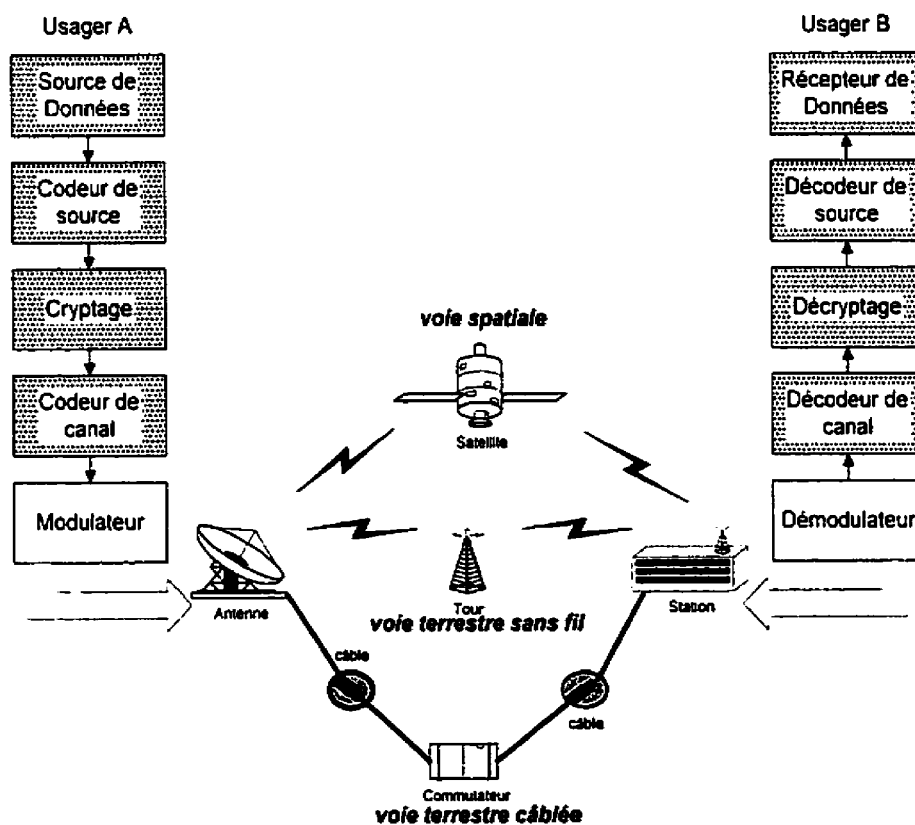 Usager A
Source de
Données
Codeur de
source
Cryptage
Codeur de
canal
Modulateur
Usager B
Récepteur de
Données
Décodeur de
source
Décryptage
Décodeur de
canal
Démodulateur
voie spatiale
Satellite
Antenne
Tour
voie terrestre sans fil
Station
câble
câble
Commutateur
voie terrestre câblée